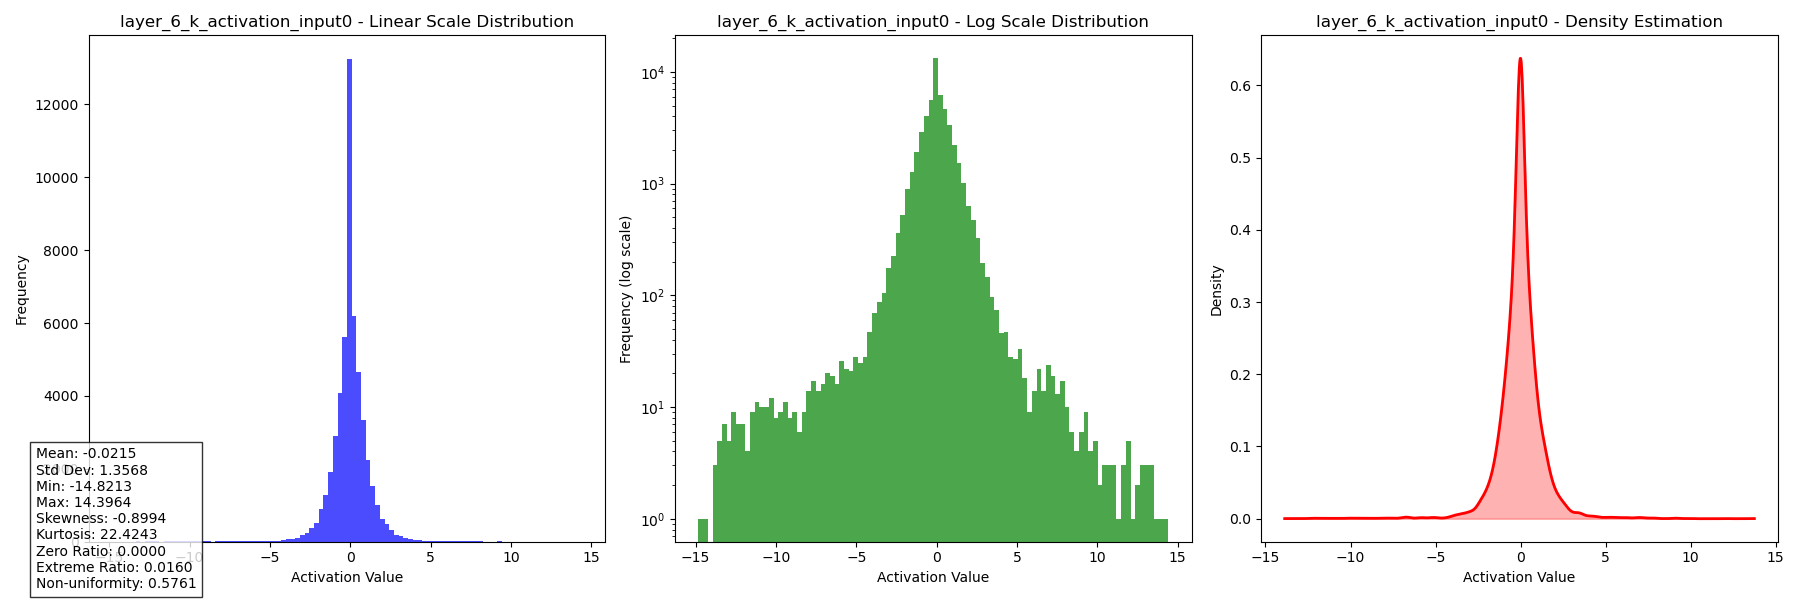 layer_6_k_activation_input0 - Linear Scale Distribution
12000
10000
8000
6000
4000
0
Frequency
−10
−5
0
5
10
15
Activation Value
Mean: -0.0215
Std Dev: 1.3568
Min: -14.8213
Max: 14.3964
Skewness: -0.8994
Kurtosis: 22.4243
Zero Ratio: 0.0000
Extreme Ratio: 0.0160
Non-uniformity: 0.5761
layer_6_k_activation_input0 - Log Scale Distribution
10⁴
10³
10²
10¹
10⁰
Frequency (log scale)
−15
−10
−5
0
5
10
15
Activation Value
layer_6_k_activation_input0 - Density Estimation
0.6
0.5
0.4
0.3
0.2
0.1
0.0
Density
−15
−10
−5
0
5
10
15
Activation Value